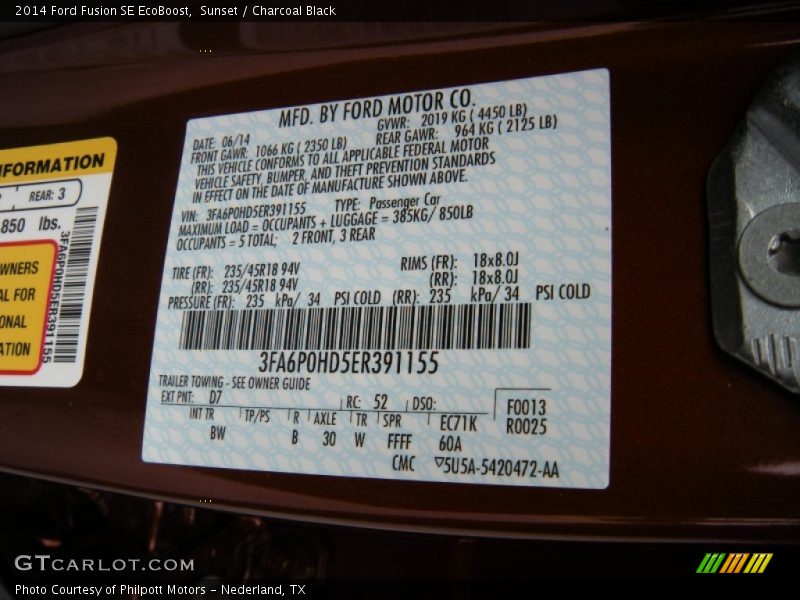 2014 Ford Fusion SE EcoBoost,  Sunset / Charcoal Black
NFORMATION
REAR: 3
850 lbs.
WNERS
AL FOR
ONAL
ATION
3FA6P0HD5ER391155
MFD. BY FORD MOTOR CO.
DATE: 06/14
GVWR: 2019 KG ( 4450 LB)
FRONT GAWR: 1066 KG ( 2350 LB)
REAR GAWR: 964 KG ( 2125 LB)
THIS VEHICLE CONFORMS TO ALL APPLICABLE FEDERAL MOTOR
VEHICLE SAFETY, BUMPER, AND THEFT PREVENTION STANDARDS
IN EFFECT ON THE DATE OF MANUFACTURE SHOWN ABOVE.
VIN: 3FA6P0HD5ER391155 TYPE: Passenger Car
MAXIMUM LOAD = OCCUPANTS + LUGGAGE = 385KG/ 850LB
OCCUPANTS = 5 TOTAL; 2 FRONT, 3 REAR
TIRE (FR): 235/45R18 94V RIMS (FR): 18x8.0J
(RR): 235/45R18 94V (RR): 18x8.0J
PRESSURE (FR): 235 kPa/ 34 PSI COLD (RR): 235 kPa/ 34 PSI COLD
3FA6P0HD5ER391155
TRAILER TOWING - SEE OWNER GUIDE
EXT PNT: D7 RC: 52 DSO:
F0013
R0025
INT TR TP/PS R AXLE TR SPR EC71K
BW B 30 W FFFF 60A
CMC ▽5U5A-5420472-AA
GTCARLOT.COM
Photo Courtesy of Philpott Motors – Nederland, TX